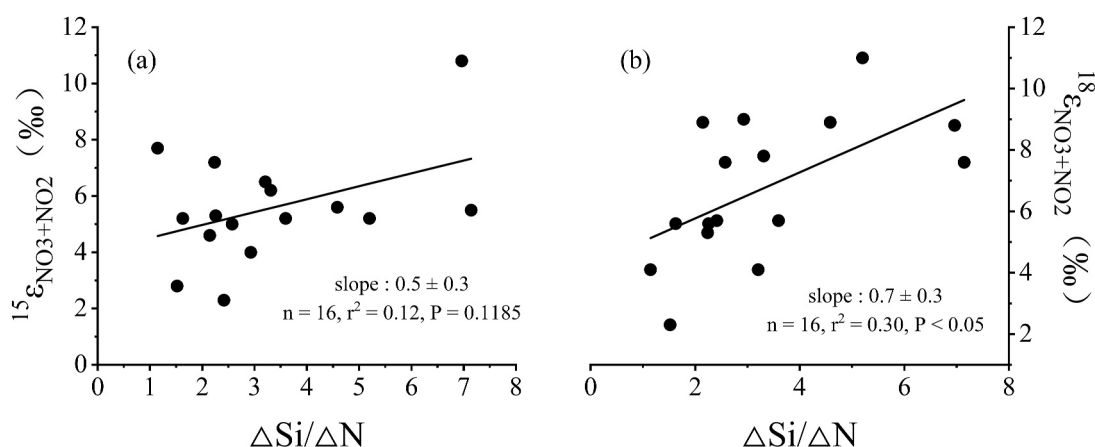 (a)
12
10
8
6
4
2
0
¹⁵ε_NO3+NO2 (‰)
0 1 2 3 4 5 6 7 8
△Si/△N
slope : 0.5 ± 0.3
n = 16, r² = 0.12, P = 0.1185
(b)
12
10
8
6
4
2
¹⁸ε_NO3+NO2 (‰)
0 2 4 6 8
△Si/△N
slope : 0.7 ± 0.3
n = 16, r² = 0.30, P < 0.05